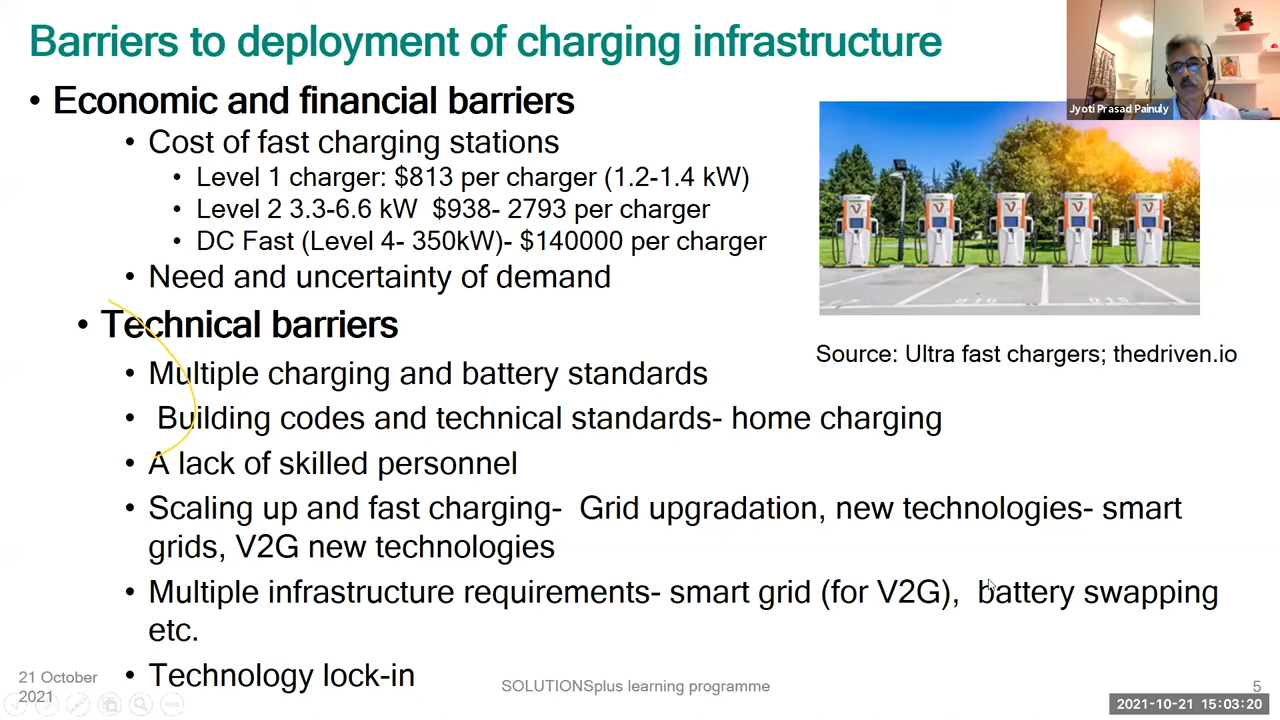 Barriers to deployment of charging infrastructure
Jyoti Prasad Painuly
• Economic and financial barriers
• Cost of fast charging stations
• Level 1 charger: $813 per charger (1.2-1.4 kW)
• Level 2 3.3-6.6 kW $938- 2793 per charger
• DC Fast (Level 4- 350kW)- $140000 per charger
• Need and uncertainty of demand
• Technical barriers
Source: Ultra fast chargers; thedriven.io
• Multiple charging and battery standards
• Building codes and technical standards- home charging
• A lack of skilled personnel
• Scaling up and fast charging- Grid upgradation, new technologies- smart
grids, V2G new technologies
• Multiple infrastructure requirements- smart grid (for V2G), battery swapping
etc.
• Technology lock-in
21 October
2021
SOLUTIONSplus learning programme
5
2021-10-21 15:03:20